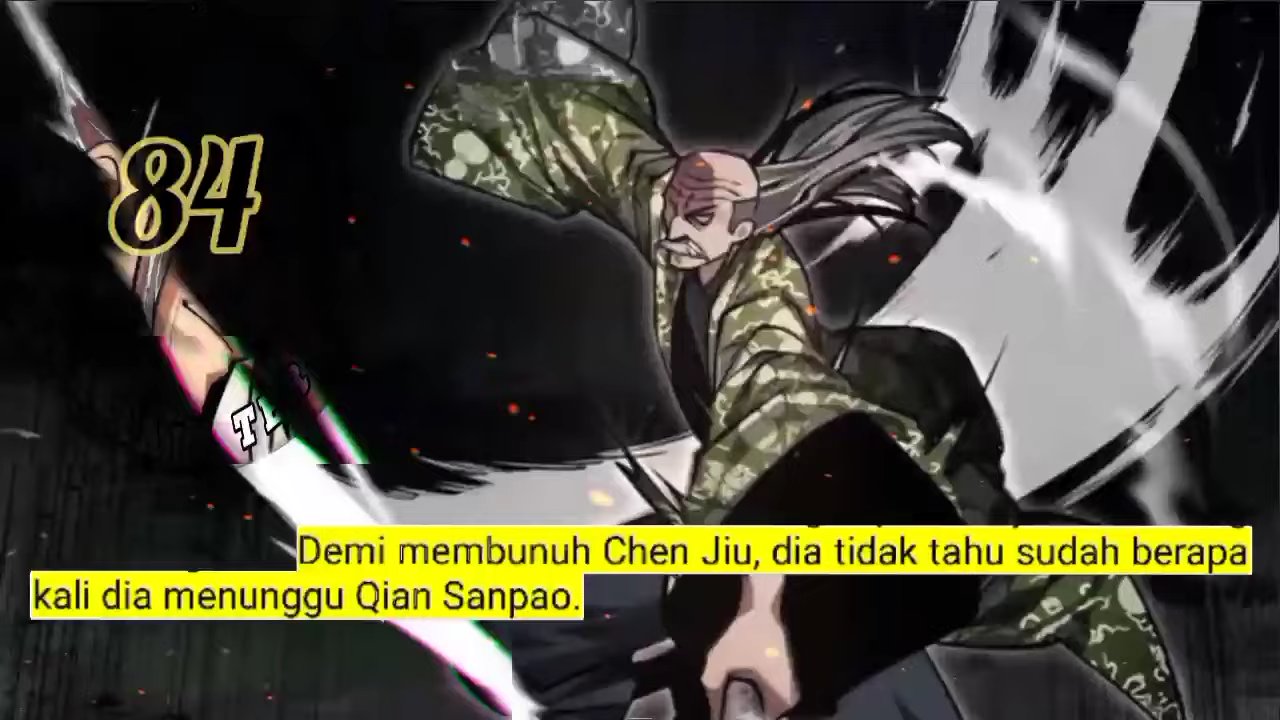 84
Demi membunuh Chen Jiu, dia tidak tahu sudah berapa
kali dia menunggu Qian Sanpao.